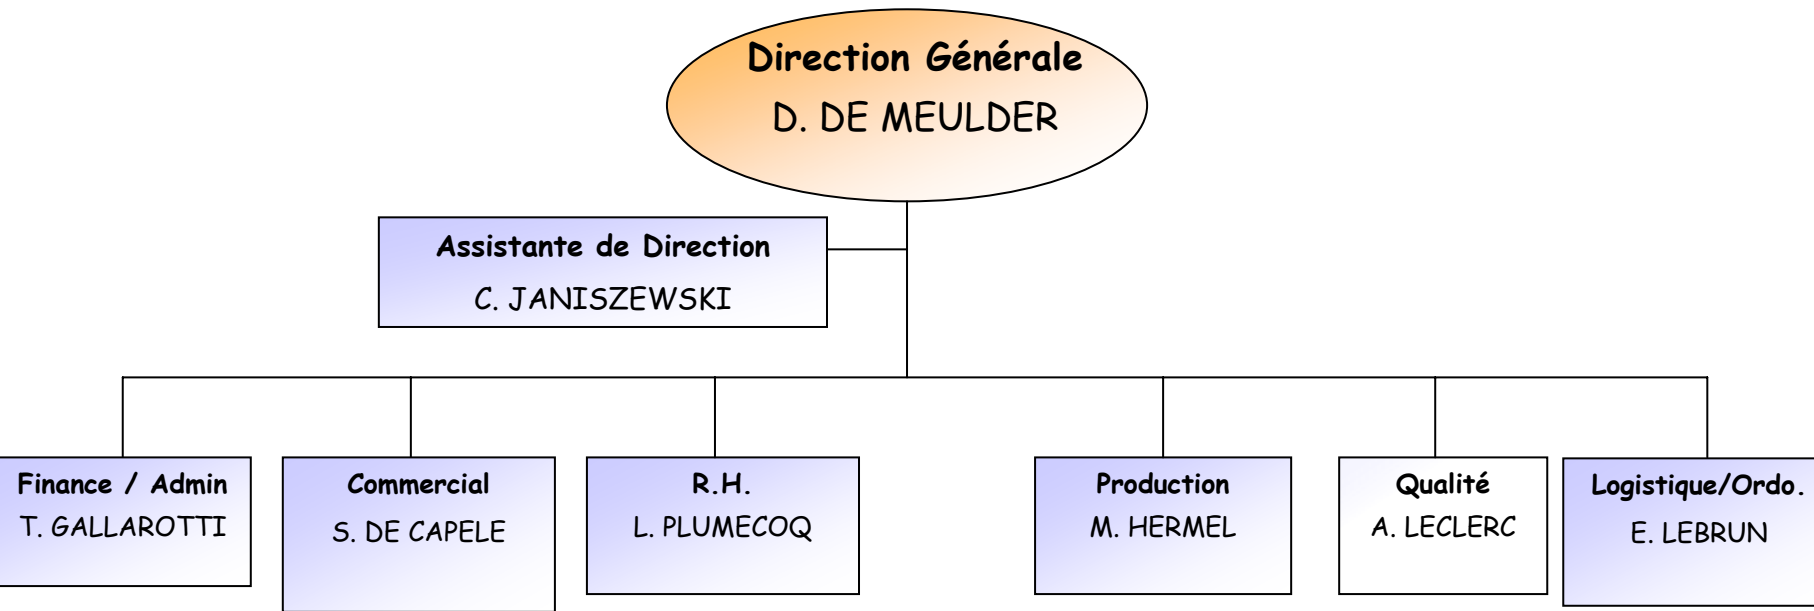 Direction Générale
D. DE MEULDER
Assistante de Direction
C. JANISZEWSKI
Finance / Admin
T. GALLAROTTI
Commercial
S. DE CAPELE
R.H.
L. PLUMECOQ
Production
M. HERMEL
Qualité
A. LECLERC
Logistique/Ordo.
E. LEBRUN